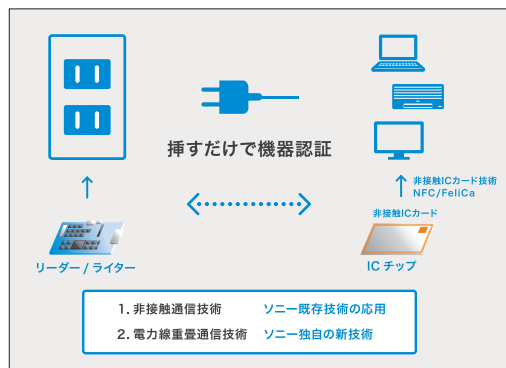 挿すだけで機器認証
非接触ICカード技術
NFC/FeliCa
非接触ICカード
リーダー / ライター
IC チップ
1. 非接触通信技術 ソニー既存技術の応用
2. 電力線重畳通信技術 ソニー独自の新技術